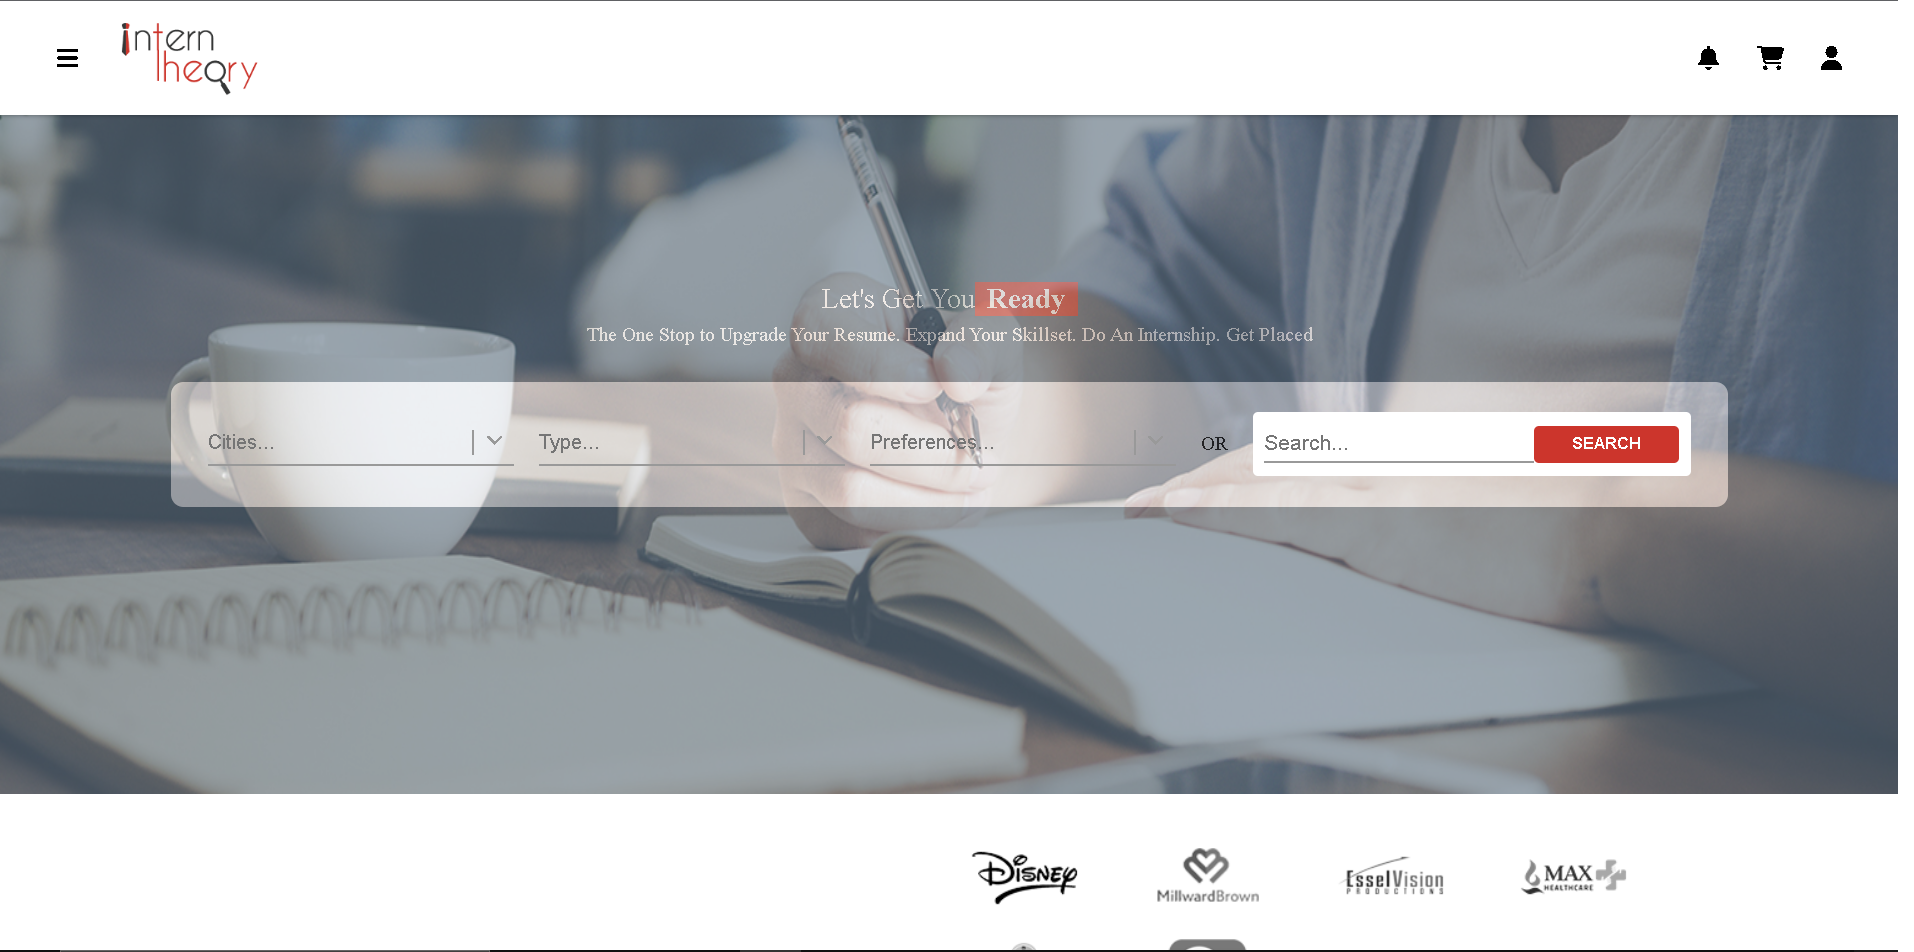 intern
Theory
Let's Get You Ready
The One Stop to Upgrade Your Resume. Expand Your Skillset. Do An Internship. Get Placed
Cities...
Type...
Preferences...
OR
Search...
SEARCH
Disney
MillwardBrown
EsselVision
PRODUCTIONS
MAX
HEALTHCARE